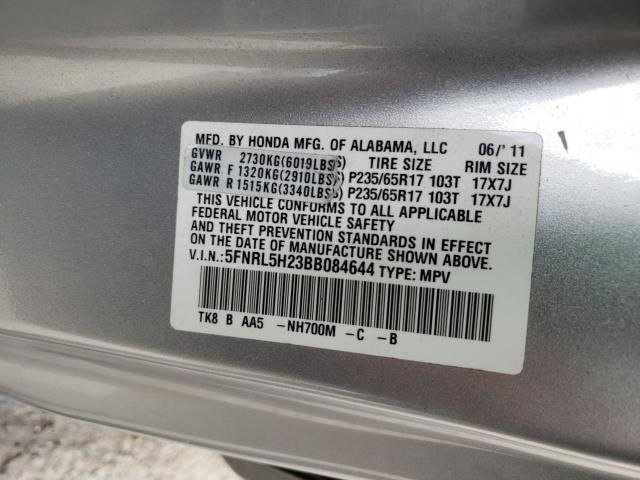 MFD. BY HONDA MFG. OF ALABAMA, LLC 06/' 11
GVWR 2730KG(6019LBS) TIRE SIZE RIM SIZE
GAWR F 1320KG(2910LBS) P235/65R17 103T 17X7J
GAWR R 1515KG(3340LBS) P235/65R17 103T 17X7J
THIS VEHICLE CONFORMS TO ALL APPLICABLE
FEDERAL MOTOR VEHICLE SAFETY
AND THEFT PREVENTION STANDARDS IN EFFECT
ON THE DATE OF MANUFACTURE SHOWN ABOVE.
V.I.N.:5FNRL5H23BB084644 TYPE: MPV
TK8 B AA5 -NH700M -C -B